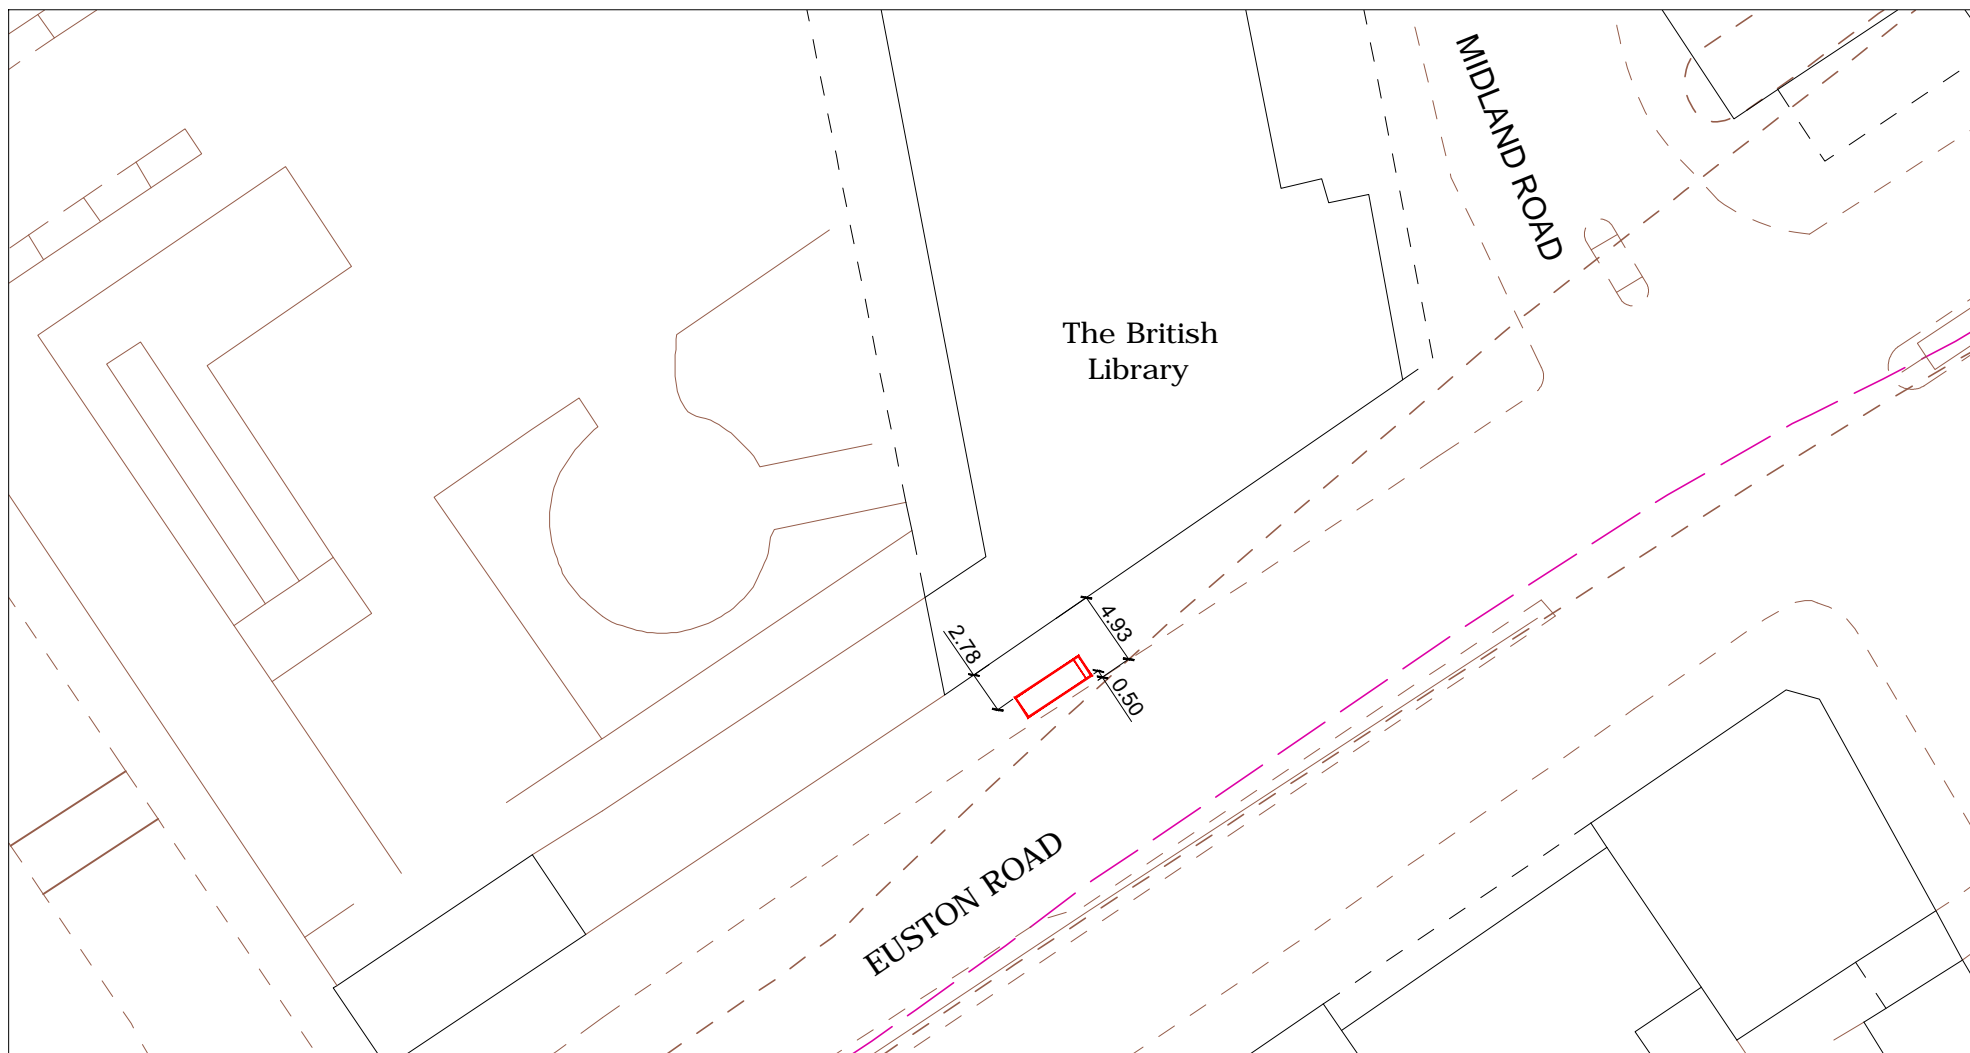 MIDLAND ROAD
The British
Library
4.93
2.78
0.50
EUSTON ROAD